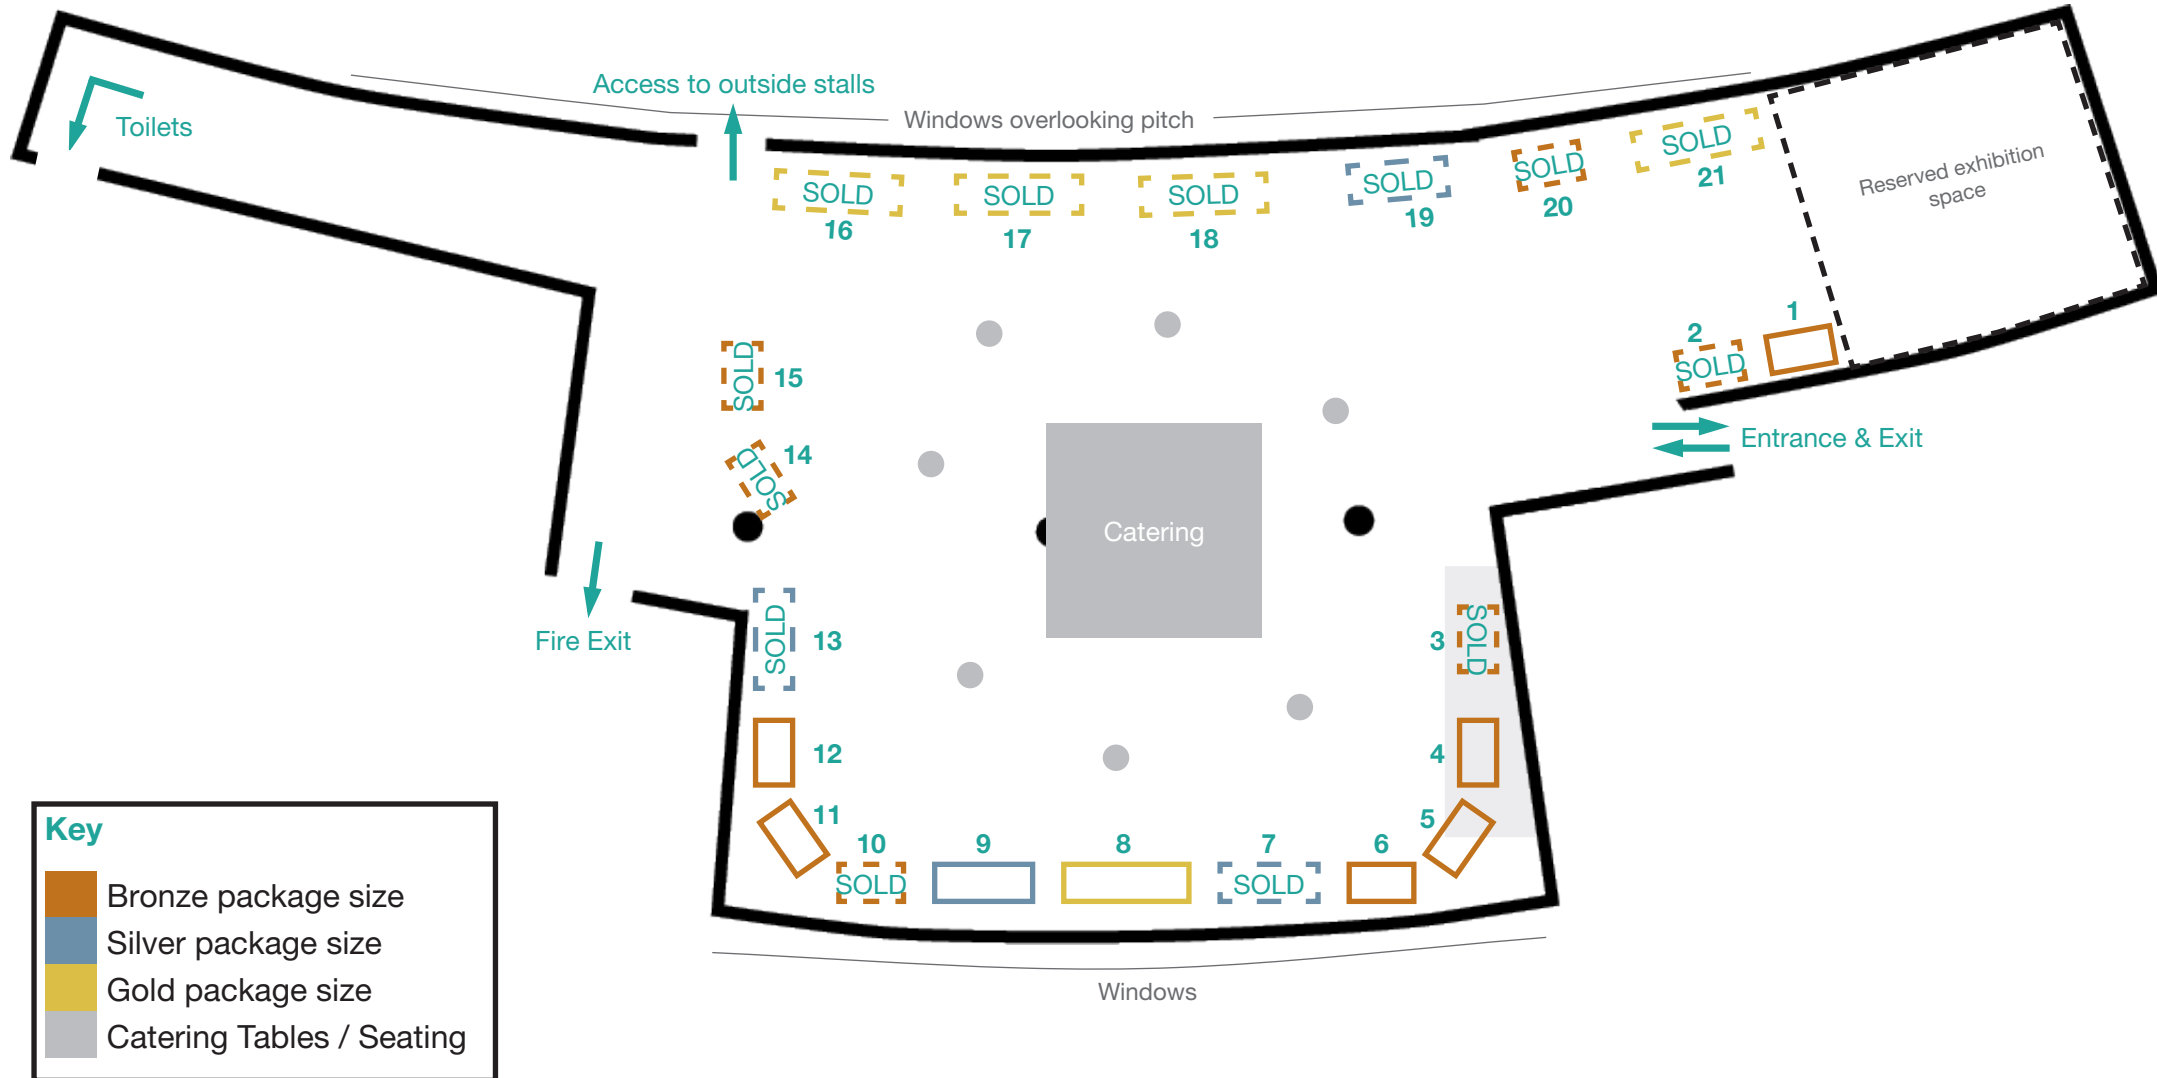 Access to outside stalls
Windows overlooking pitch
Toilets
SOLD
16
SOLD
17
SOLD
18
SOLD
19
SOLD
20
SOLD
21
Reserved exhibition
space
1
2
SOLD
SOLD
15
14
SOLD
Entrance & Exit
Catering
Fire Exit
SOLD
13
3
SOLD
12
4
11
5
10
SOLD
9
8
7
SOLD
6
Windows
Key
Bronze package size
Silver package size
Gold package size
Catering Tables / Seating